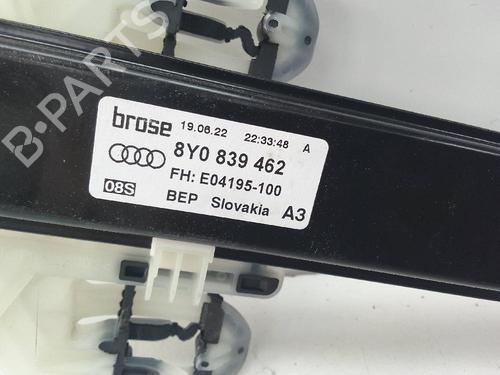 B-PARTS
brose 19.06.22 22:33:48 A
8Y0 839 462
FH: E04195-100
08S BEP Slovakia A3